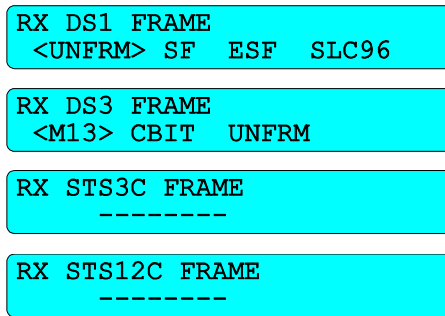 RX DS1 FRAME
<UNFRM> SF ESF SLC96
RX DS3 FRAME
<M13> CBIT UNFRM
RX STS3C FRAME
--------
RX STS12C FRAME
--------